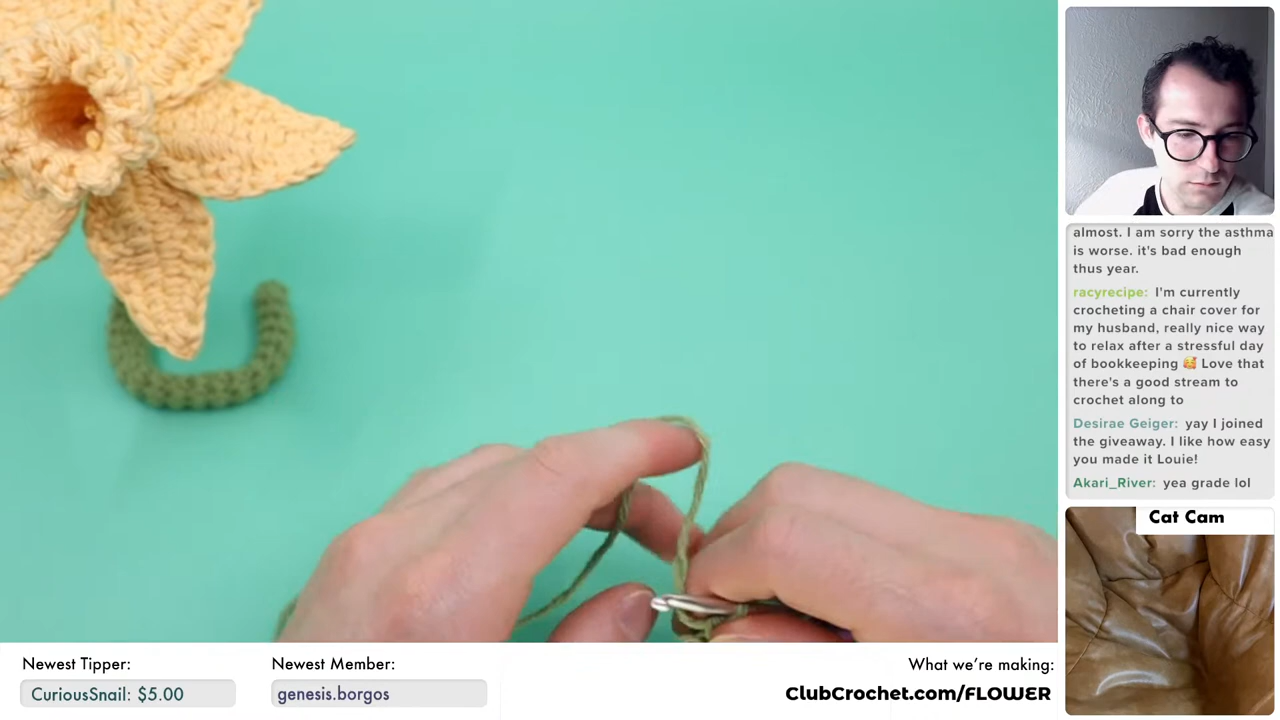 almost. I am sorry the asthma
is worse. it's bad enough
thus year.
racyrecipe: I'm currently
crocheting a chair cover for
my husband, really nice way
to relax after a stressful day
of bookkeeping 🥰 Love that
there's a good stream to
crochet along to
Desirae Geiger: yay I joined
the giveaway. I like how easy
you made it Louie!
Akari_River: yea grade lol
Cat Cam
Newest Tipper:
CuriousSnail: $5.00
Newest Member:
genesis.borgos
What we're making:
ClubCrochet.com/FLOWER